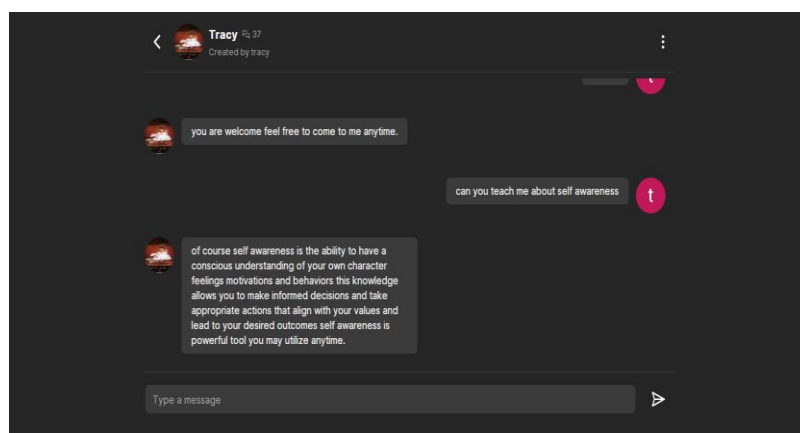 Tracy 37
Created by tracy
you are welcome feel free to come to me anytime.
can you teach me about self awareness
t
of course self awareness is the ability to have a
conscious understanding of your own character
feelings motivations and behaviors this knowledge
allows you to make informed decisions and take
appropriate actions that align with your values and
lead to your desired outcomes self awareness is
powerful tool you may utilize anytime.
Type a message